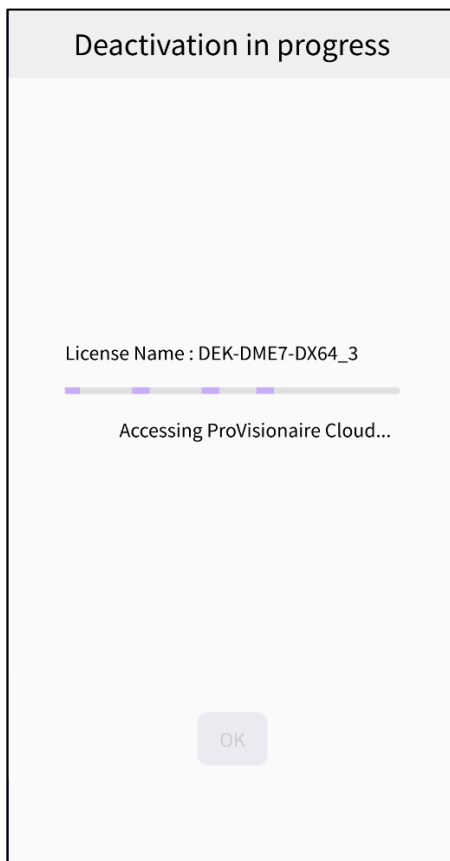 Deactivation in progress
License Name : DEK-DME7-DX64_3
Accessing ProVisionaire Cloud...
OK